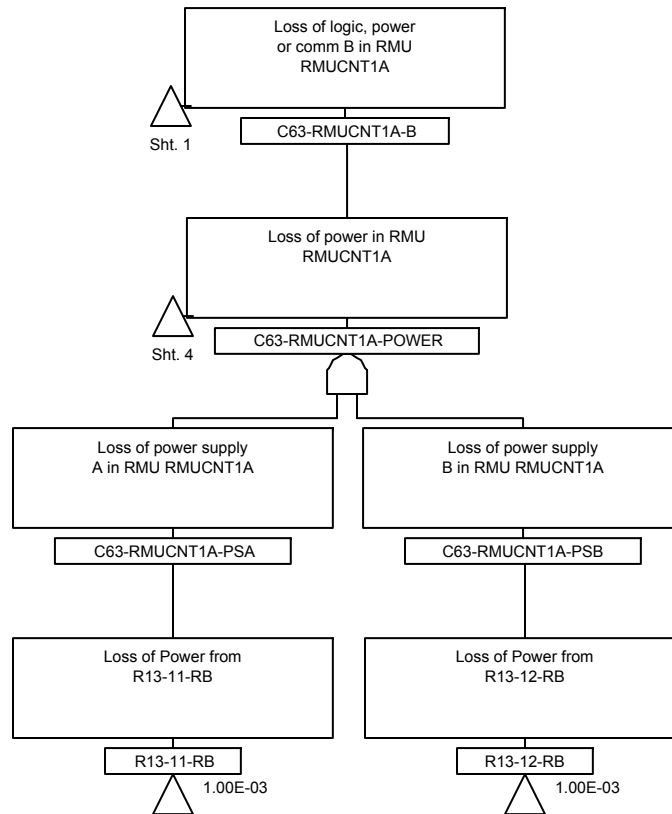 Loss of logic, power
or comm B in RMU
RMUCNT1A
Sht. 1
C63-RMUCNT1A-B
Loss of power in RMU
RMUCNT1A
Sht. 4
C63-RMUCNT1A-POWER
Loss of power supply
A in RMU RMUCNT1A
C63-RMUCNT1A-PSA
Loss of power supply
B in RMU RMUCNT1A
C63-RMUCNT1A-PSB
Loss of Power from
R13-11-RB
R13-11-RB
1.00E-03
Loss of Power from
R13-12-RB
R13-12-RB
1.00E-03